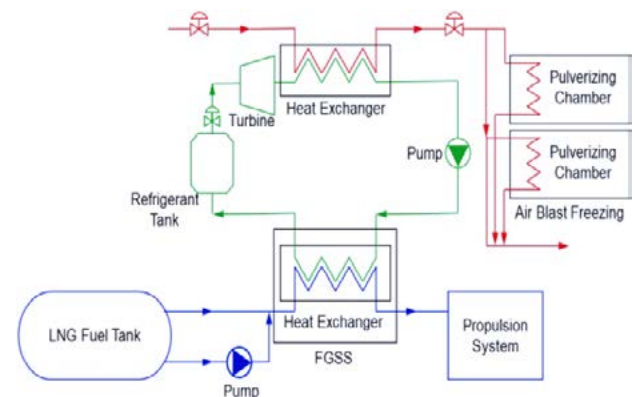 Pulverizing
Chamber
Heat Exchanger
Turbine
Pump
Pulverizing
Chamber
Refrigerant
Tank
Air Blast Freezing
LNG Fuel Tank
Heat Exchanger
Propulsion
System
FGSS
Pump